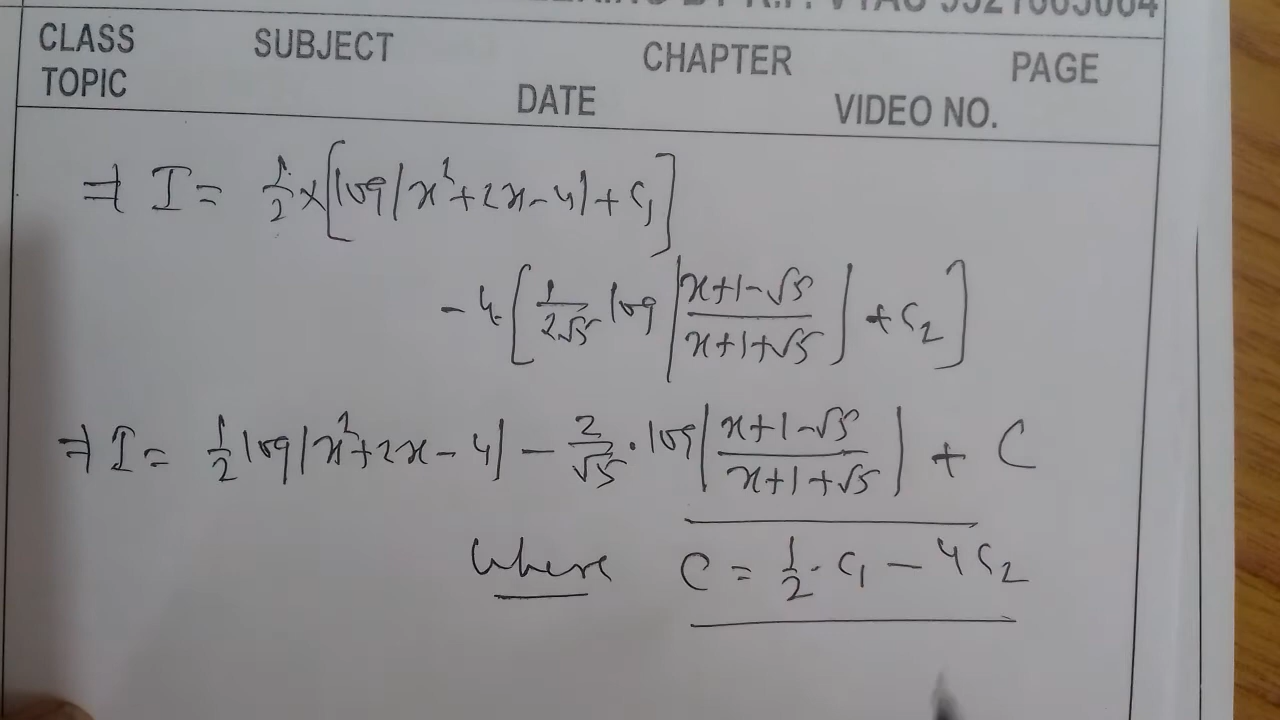 CLASS SUBJECT CHAPTER PAGE
TOPIC DATE VIDEO NO.
⇒ I = 1/2 × [log|x²+2x-4| + C₁]
- 4 [1/(2√5) log |(x+1-√5)/(x+1+√5)| + C₂]
⇒ I = 1/2 log|x²+2x-4| - 2/√5 · log|(x+1-√5)/(x+1+√5)| + C
where C = 1/2 · C₁ - 4C₂